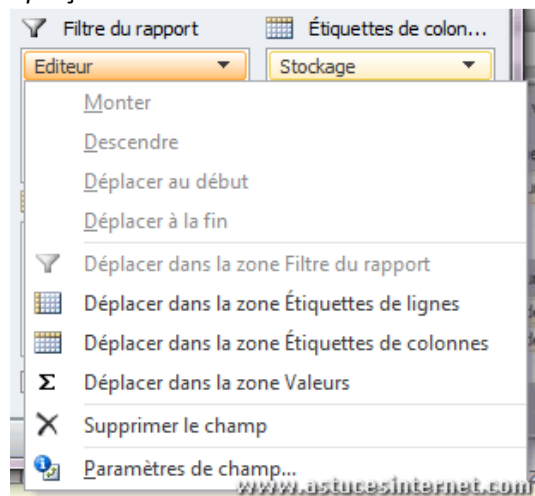 Filtre du rapport
Étiquettes de colon...
Editeur
Stockage
Monter
Descendre
Déplacer au début
Déplacer à la fin
Déplacer dans la zone Filtre du rapport
Déplacer dans la zone Étiquettes de lignes
Déplacer dans la zone Étiquettes de colonnes
Σ Déplacer dans la zone Valeurs
Supprimer le champ
Paramètres de champ...
www.astucesinternet.com